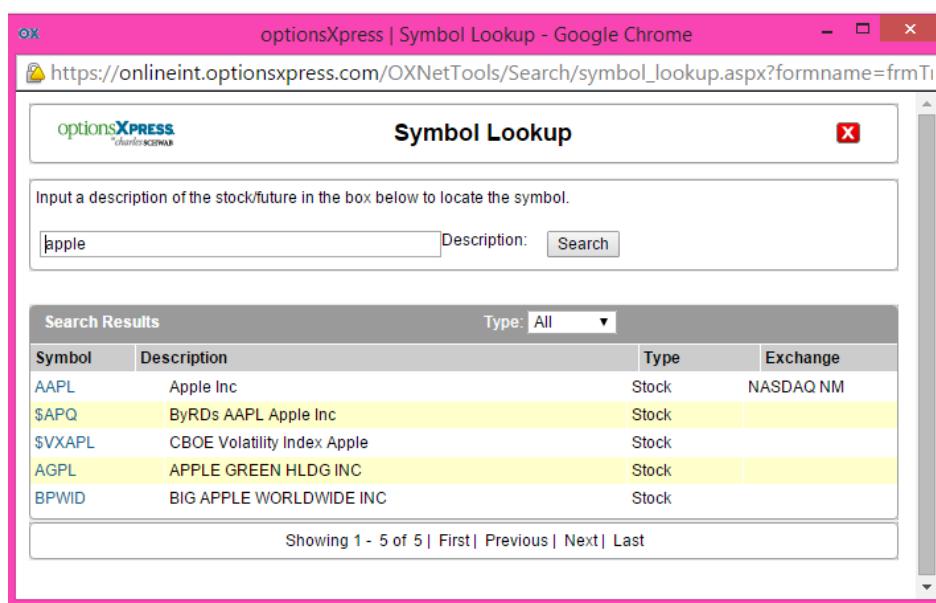 OX optionsXpress | Symbol Lookup - Google Chrome
https://onlineint.optionsxpress.com/OXNetTools/Search/symbol_lookup.aspx?formname=frmTr
optionsXPRESS Symbol Lookup X
by charles SCHWAB
Input a description of the stock/future in the box below to locate the symbol.
apple Description: Search
Search Results Type: All
Symbol Description Type Exchange
AAPL Apple Inc Stock NASDAQ NM
$APQ ByRDs AAPL Apple Inc Stock
$VXAPL CBOE Volatility Index Apple Stock
AGPL APPLE GREEN HLDG INC Stock
BPWID BIG APPLE WORLDWIDE INC Stock
Showing 1 - 5 of 5 | First | Previous | Next | Last